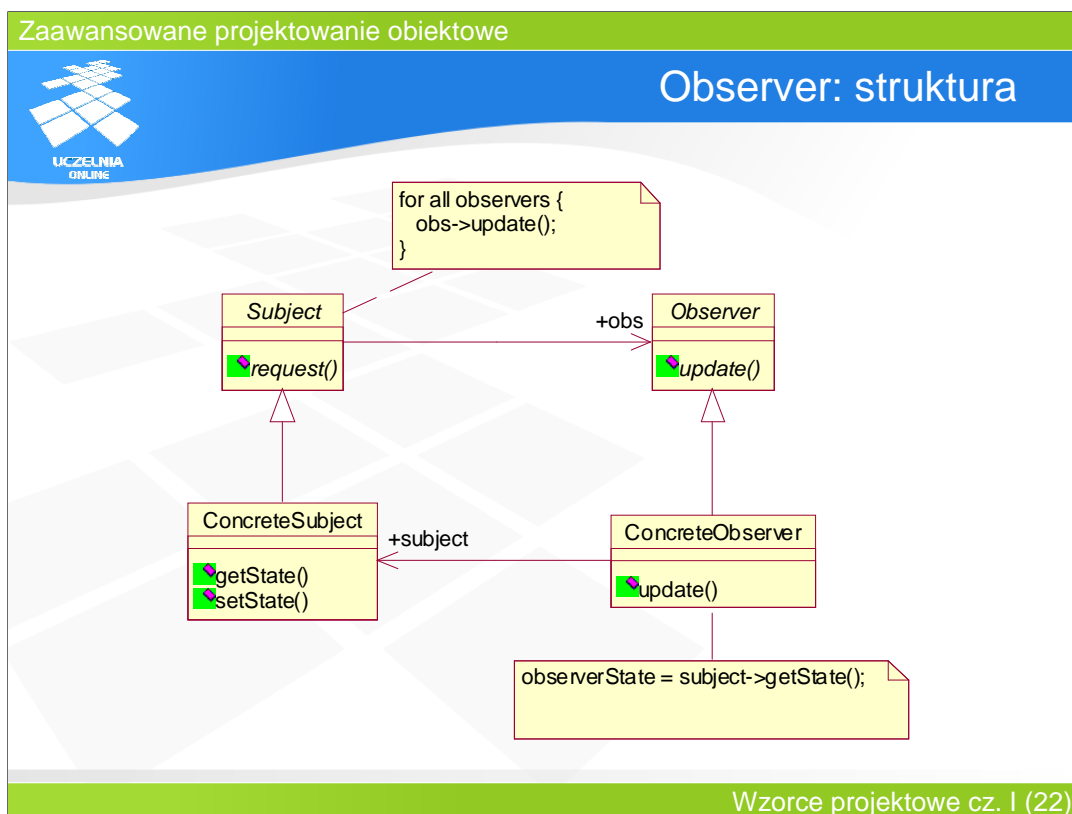 Zaawansowane projektowanie obiektowe
Observer: struktura
UCZELNIA
ONLINE
for all observers {
obs->update();
}
Subject
request()
+obs
Observer
update()
ConcreteSubject
getState()
setState()
+subject
ConcreteObserver
update()
observerState = subject->getState();
Wzorce projektowe cz. I (22)